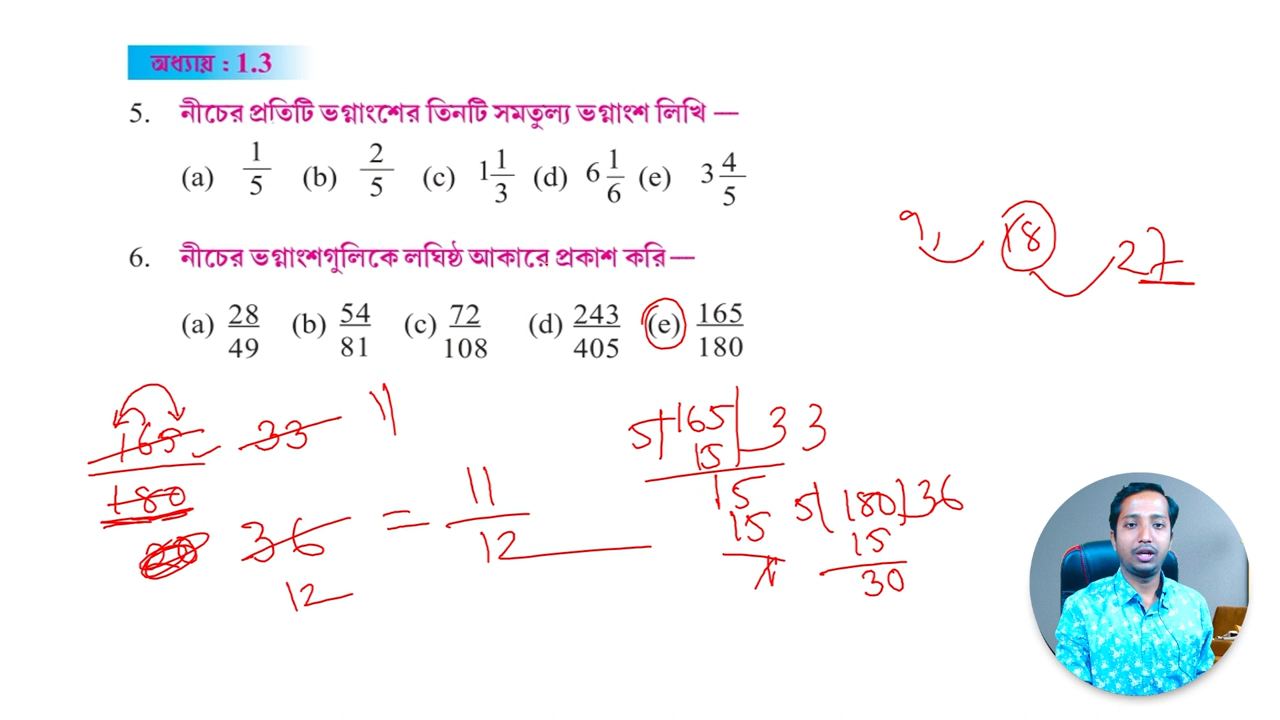 অধ্যায় : 1.3
5. নীচের প্রতিটি ভগ্নাংশের তিনটি সমতুল্য ভগ্নাংশ লিখি —
(a) 1/5 (b) 2/5 (c) 1 1/3 (d) 6 1/6 (e) 3 4/5
9, 18 27
6. নীচের ভগ্নাংশগুলিকে লঘিষ্ঠ আকারে প্রকাশ করি—
(a) 28/49 (b) 54/81 (c) 72/108 (d) 243/405 (e) 165/180
165 33 11
180 36 12
= 11/12
5 | 165 | 33
15
15
15
x
5 | 180 | 36
15
30